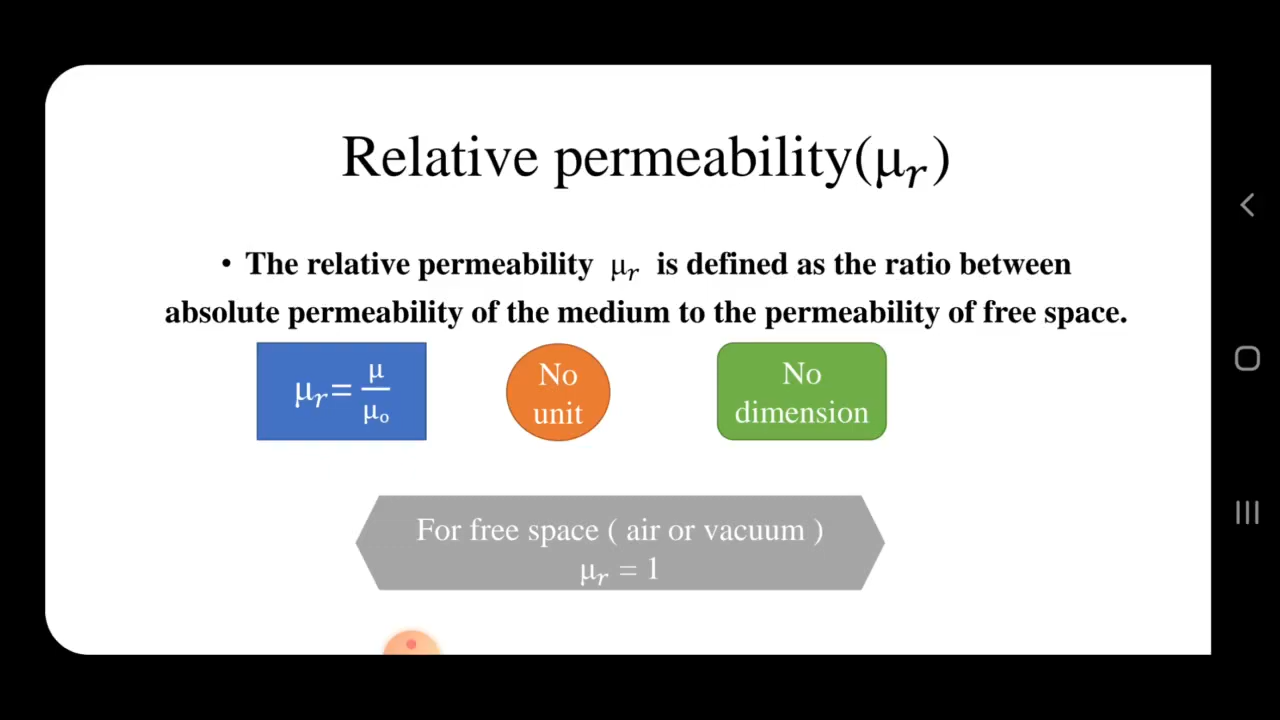 Relative permeability(μr)
• The relative permeability μr is defined as the ratio between
absolute permeability of the medium to the permeability of free space.
μr= μ/μo
No
unit
No
dimension
For free space ( air or vacuum )
μr = 1